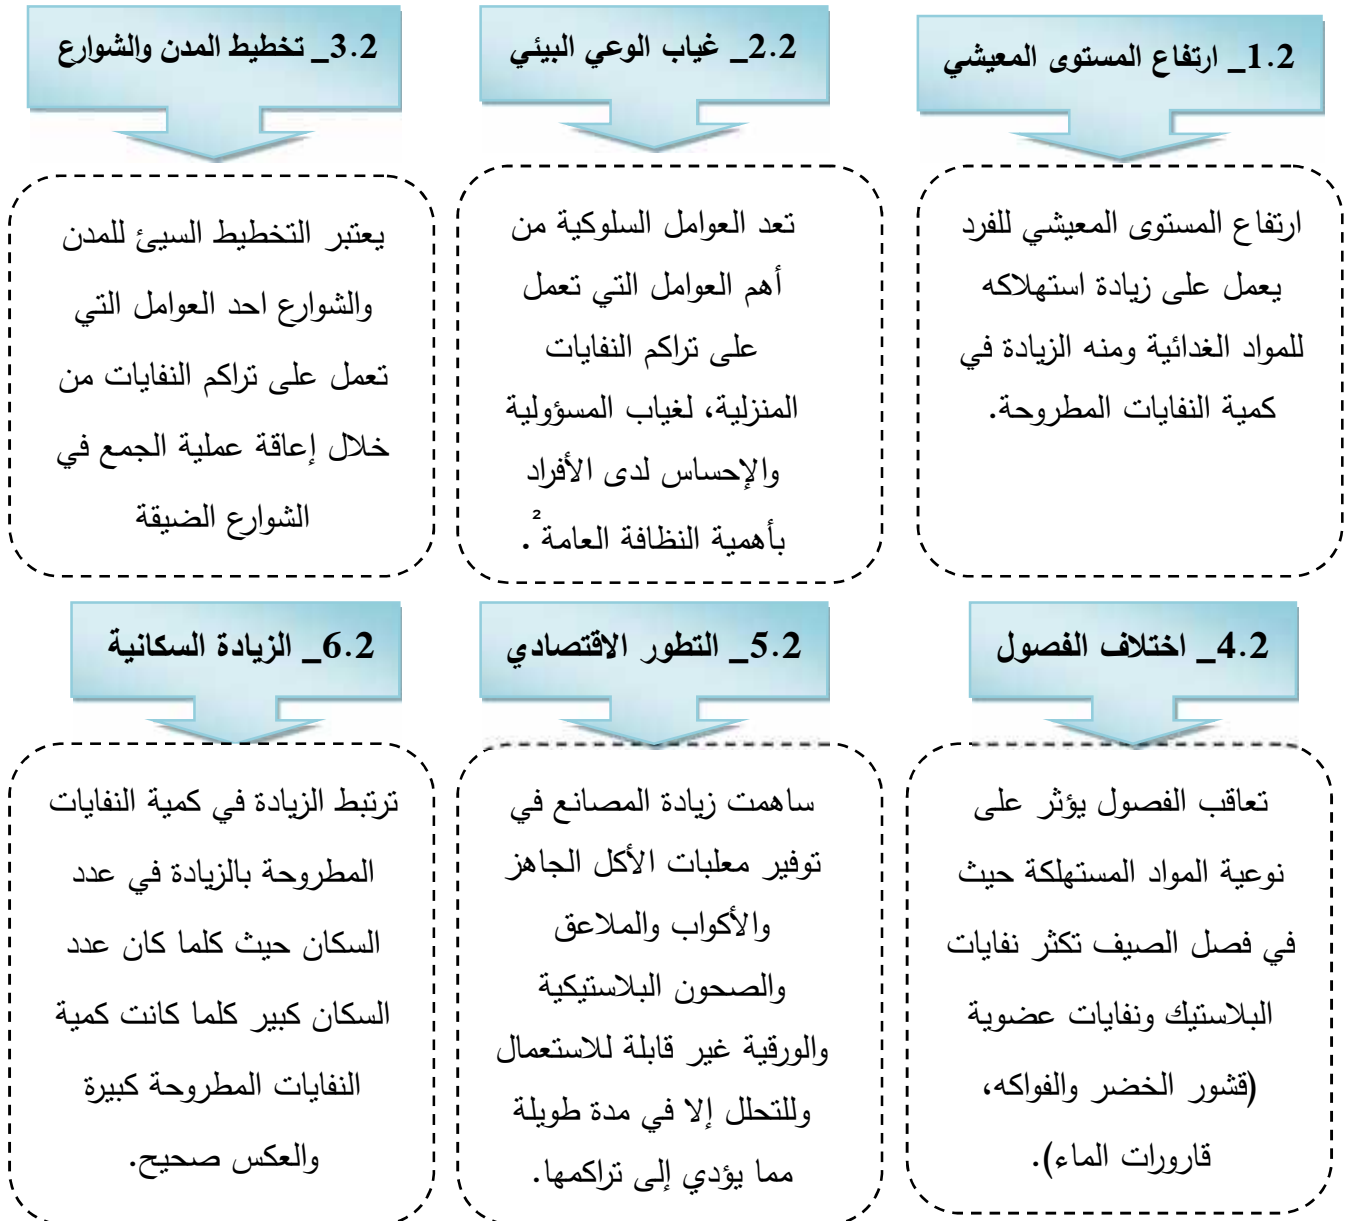 1.2_ ارتفاع المستوى المعيشي
ارتفاع المستوى المعيشي للفرد
يعمل على زيادة استهلاكه
للمواد الغدائية ومنه الزيادة في
كمية النفايات المطروحة.
2.2_ غياب الوعي البيئي
تعد العوامل السلوكية من
أهم العوامل التي تعمل
على تراكم النفايات
المنزلية، لغياب المسؤولية
والإحساس لدى الأفراد
بأهمية النظافة العامة².
3.2_ تخطيط المدن والشوارع
يعتبر التخطيط السيئ للمدن
والشوارع احد العوامل التي
تعمل على تراكم النفايات من
خلال إعاقة عملية الجمع في
الشوارع الضيقة
4.2_ اختلاف الفصول
تعاقب الفصول يؤثر على
نوعية المواد المستهلكة حيث
في فصل الصيف تكثر نفايات
البلاستيك ونفايات عضوية
(قشور الخضر والفواكه،
قارورات الماء).
5.2_ التطور الاقتصادي
ساهمت زيادة المصانع في
توفير معلبات الأكل الجاهز
والأكواب والملاعق
والصحون البلاستيكية
والورقية غير قابلة للاستعمال
وللتحلل إلا في مدة طويلة
مما يؤدي إلى تراكمها.
6.2_ الزيادة السكانية
ترتبط الزيادة في كمية النفايات
المطروحة بالزيادة في عدد
السكان حيث كلما كان عدد
السكان كبير كلما كانت كمية
النفايات المطروحة كبيرة
والعكس صحيح.